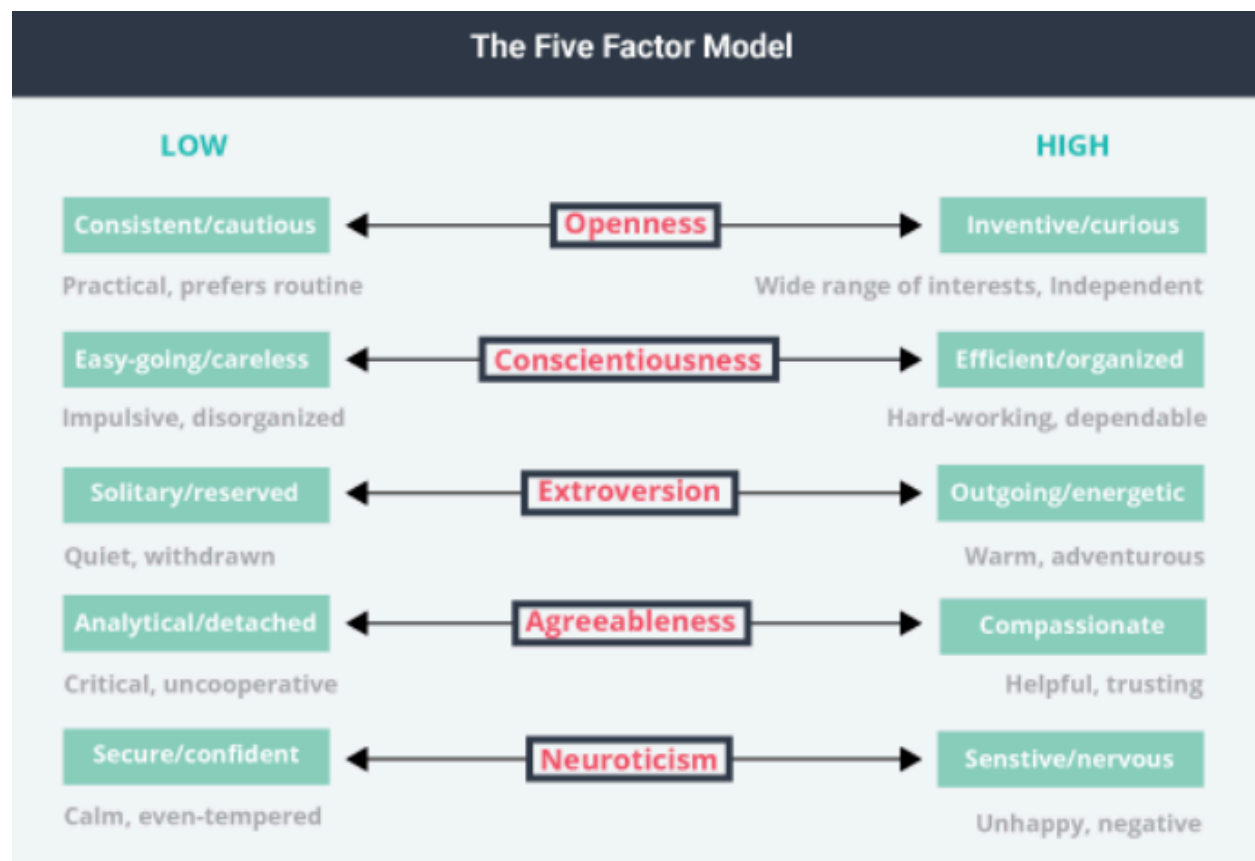 The Five Factor Model
LOW HIGH
Consistent/cautious Openness Inventive/curious
Practical, prefers routine Wide range of interests, Independent
Easy-going/careless Conscientiousness Efficient/organized
Impulsive, disorganized Hard-working, dependable
Solitary/reserved Extroversion Outgoing/energetic
Quiet, withdrawn Warm, adventurous
Analytical/detached Agreeableness Compassionate
Critical, uncooperative Helpful, trusting
Secure/confident Neuroticism Senstive/nervous
Calm, even-tempered Unhappy, negative